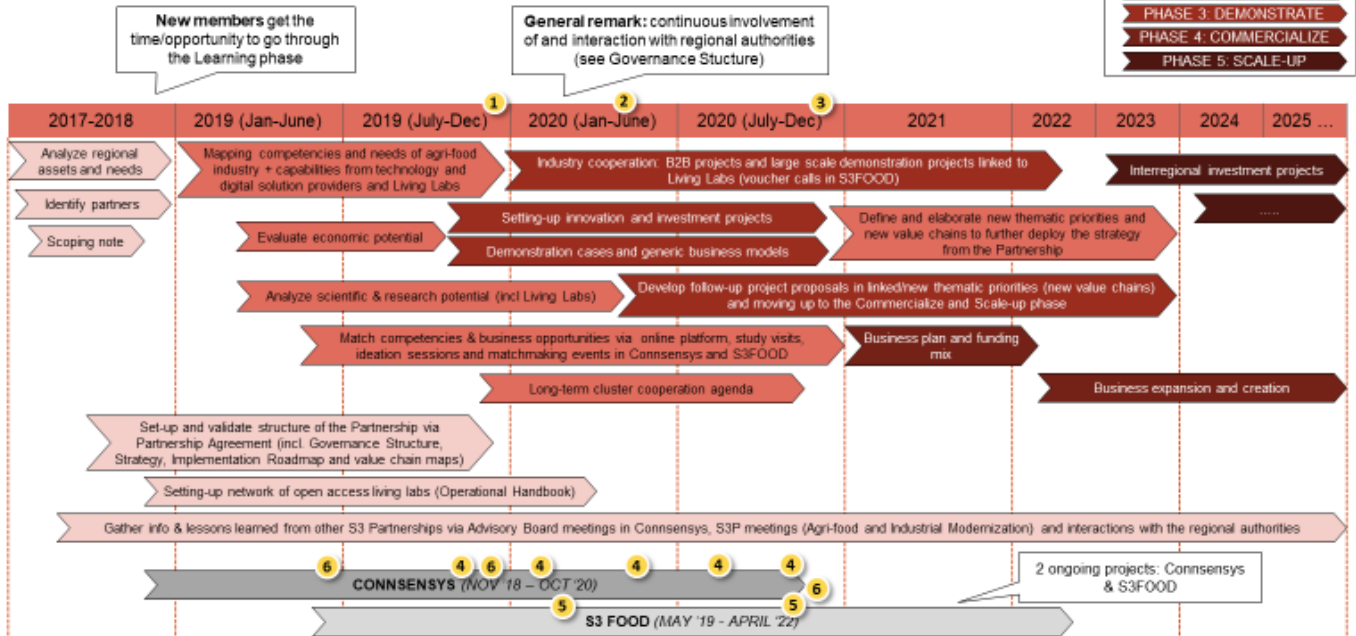 New members get the
time/opportunity to go through
the Learning phase
General remark: continuous involvement
of and interaction with regional authorities
(see Governance Stucture)
PHASE 3: DEMONSTRATE
PHASE 4: COMMERCIALIZE
PHASE 5: SCALE-UP
1
2
3
2017-2018
2019 (Jan-June)
2019 (July-Dec)
2020 (Jan-June)
2020 (July-Dec)
2021
2022
2023
2024
2025 ...
Analyze regional
assets and needs
Mapping competencies and needs of agri-food
industry + capabilities from technology and
digital solution providers and Living Labs
Industry cooperation: B2B projects and large scale demonstration projects linked to
Living Labs (voucher calls in S3FOOD)
Interregional investment projects
Identify partners
Setting-up innovation and investment projects
.....
Scoping note
Evaluate economic potential
Demonstration cases and generic business models
Define and elaborate new thematic priorities and
new value chains to further deploy the strategy
from the Partnership
Analyze scientific & research potential (incl Living Labs)
Develop follow-up project proposals in linked/new thematic priorities (new value chains)
and moving up to the Commercialize and Scale-up phase
Match competencies & business opportunities via online platform, study visits,
ideation sessions and matchmaking events in Connsensys and S3FOOD
Business plan and funding
mix
Long-term cluster cooperation agenda
Business expansion and creation
Set-up and validate structure of the Partnership via
Partnership Agreement (incl. Governance Structure,
Strategy, Implementation Roadmap and value chain maps)
Setting-up network of open access living labs (Operational Handbook)
Gather info & lessons learned from other S3 Partnerships via Advisory Board meetings in Connsensys, S3P meetings (Agri-food and Industrial Modernization) and interactions with the regional authorities
6
4
6
4
4
4
4
CONNSENSYS (NOV '18 – OCT '20)
6
2 ongoing projects: Connsensys
& S3FOOD
5
5
S3 FOOD (MAY '19 - APRIL '22)